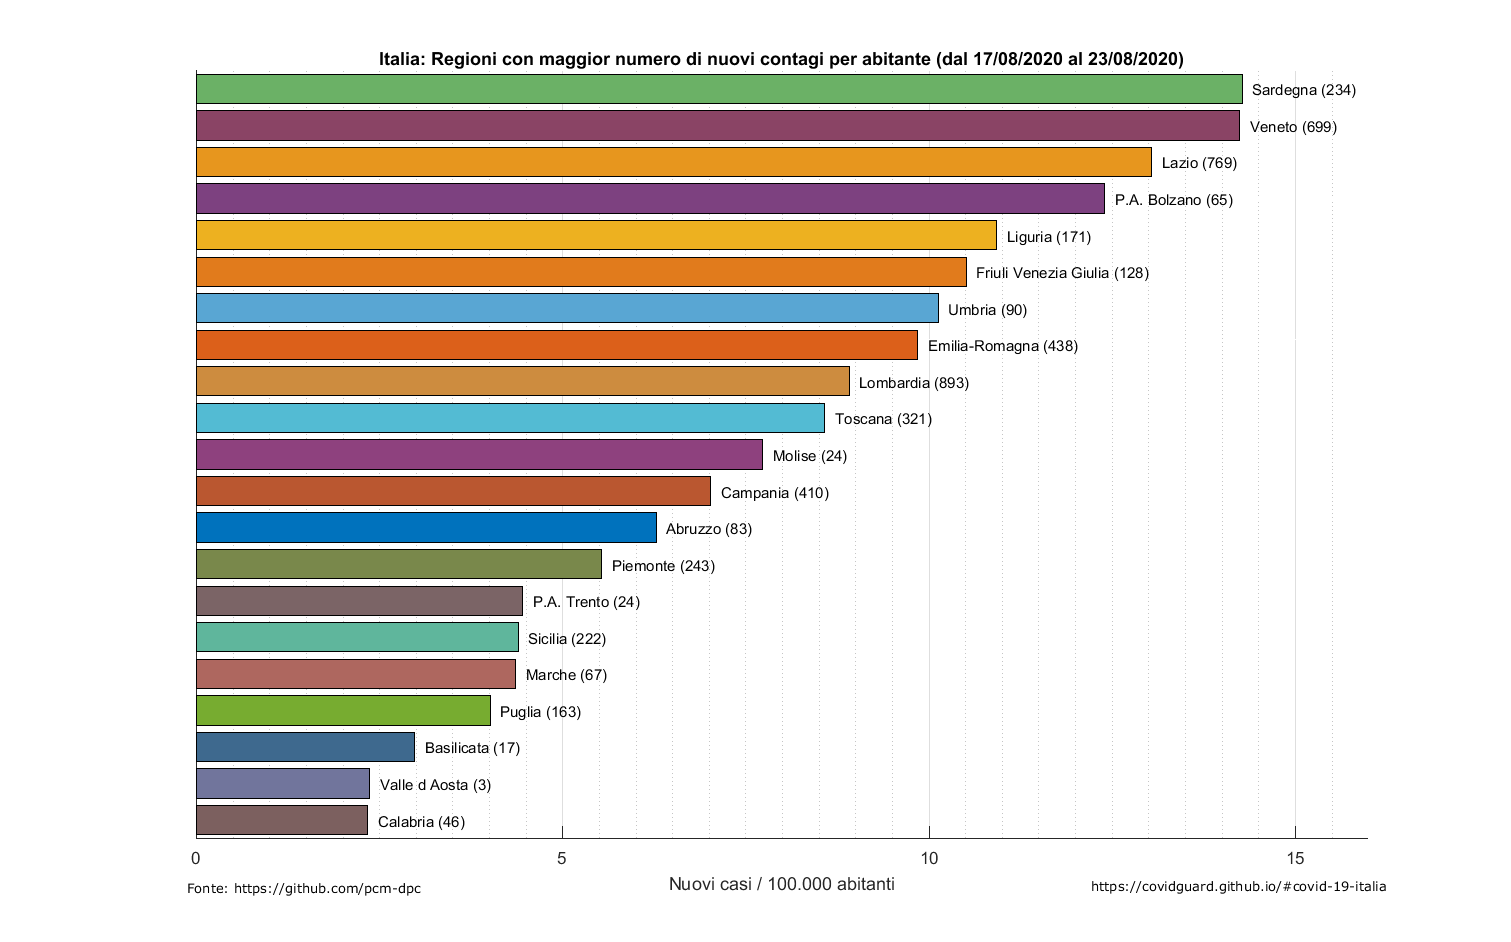 Italia: Regioni con maggior numero di nuovi contagi per abitante (dal 17/08/2020 al 23/08/2020)
Sardegna (234)
Veneto (699)
Lazio (769)
P.A. Bolzano (65)
Liguria (171)
Friuli Venezia Giulia (128)
Umbria (90)
Emilia-Romagna (438)
Lombardia (893)
Toscana (321)
Molise (24)
Campania (410)
Abruzzo (83)
Piemonte (243)
P.A. Trento (24)
Sicilia (222)
Marche (67)
Puglia (163)
Basilicata (17)
Valle d Aosta (3)
Calabria (46)
0 5 10 15
Nuovi casi / 100.000 abitanti
Fonte: https://github.com/pcm-dpc
https://covidguard.github.io/#covid-19-italia